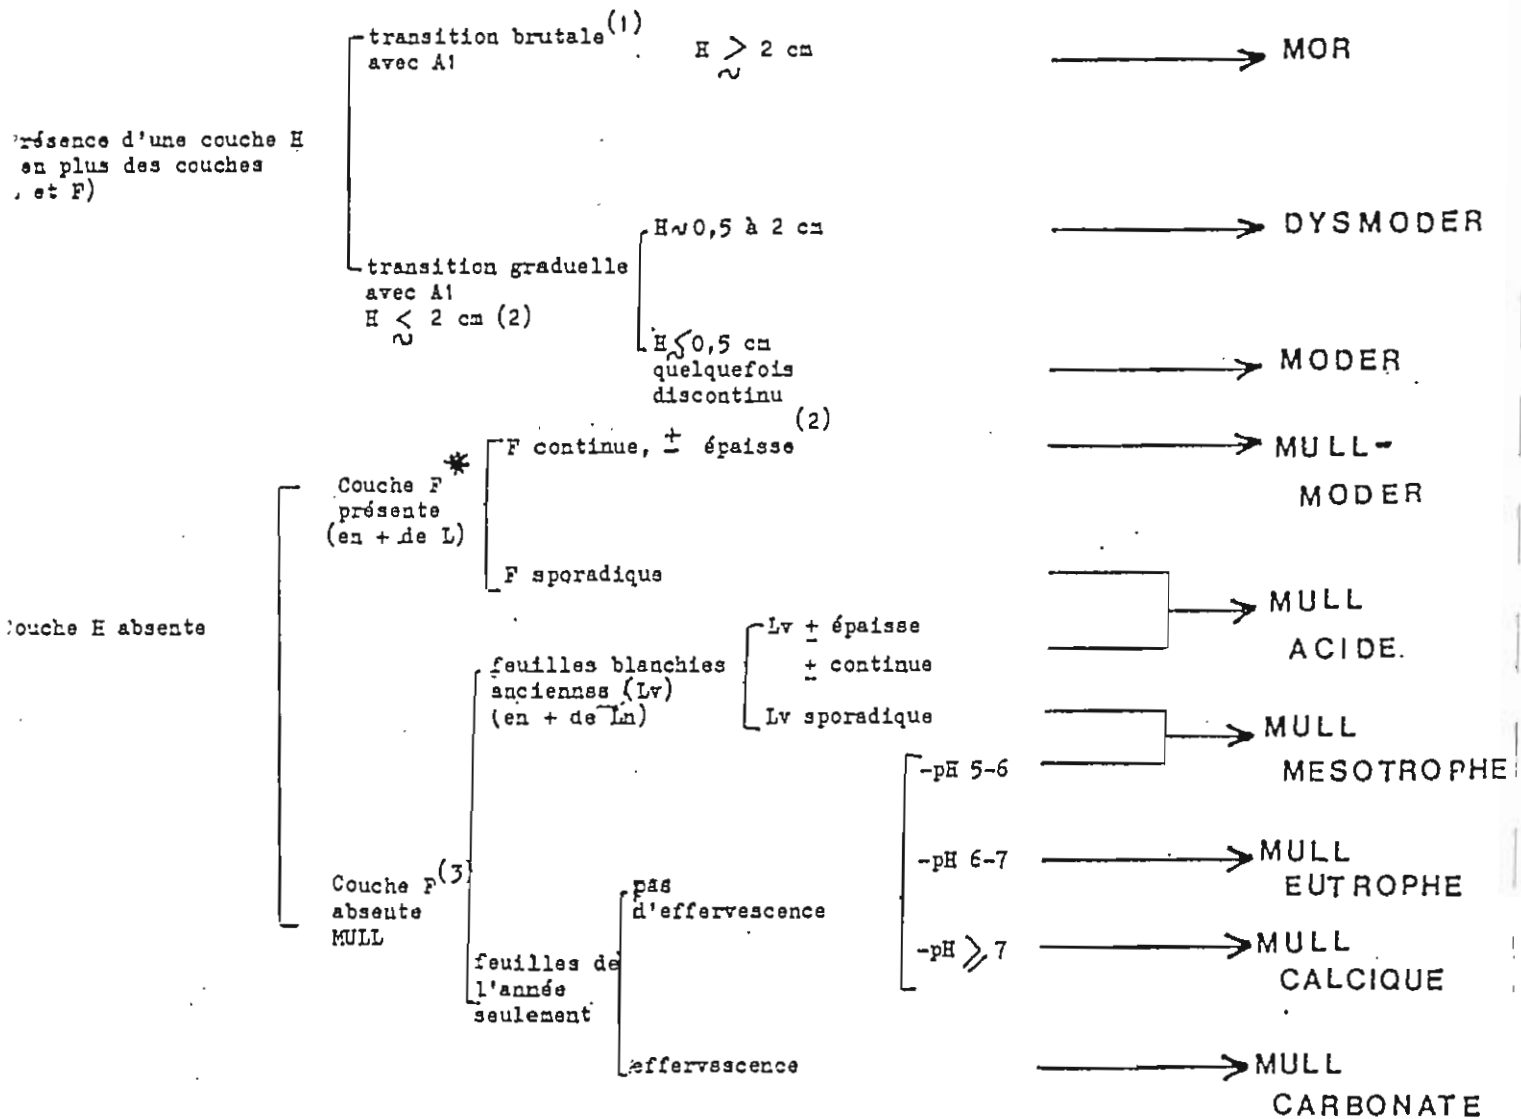 transition brutale (1)
avec A1
H ≳ 2 cm
MOR
résence d'une couche H
en plus des couches
et F)
H ~ 0,5 à 2 cm
DYSMODER
transition graduelle
avec A1
H ≲ 2 cm (2)
H ≲ 0,5 cm
quelquefois
discontinu
MODER
F continue, ± épaisse (2)
MULL-
MODER
Couche F *
présente
(en + de L)
F sporadique
MULL
ACIDE.
Couche H absente
Lv ± épaisse
± continue
feuilles blanchies
anciennes (Lv)
(en + de Ln)
Lv sporadique
MULL
MESOTROPHE
-pH 5-6
-pH 6-7
MULL
EUTROPHE
Couche F (3)
absente
MULL
pas
d'effervescence
-pH ⩾ 7
MULL
CALCIQUE
feuilles de
l'année
seulement
effervescence
MULL
CARBONATE